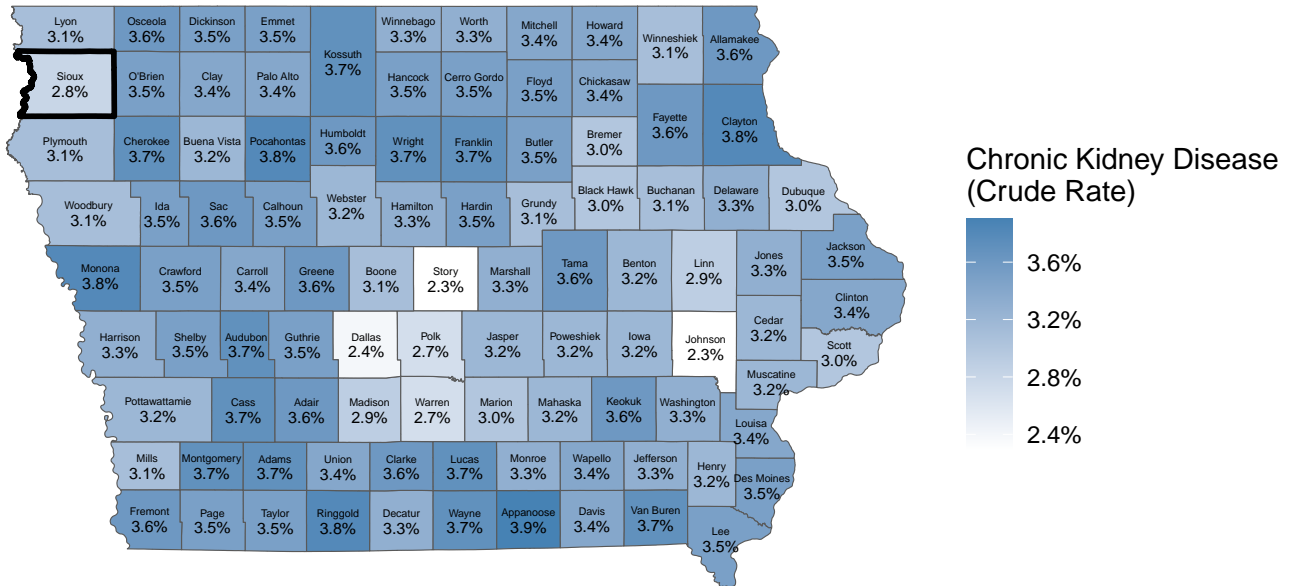 Lyon
3.1%
Osceola
3.6%
Dickinson
3.5%
Emmet
3.5%
Kossuth
3.7%
Winnebago
3.3%
Worth
3.3%
Mitchell
3.4%
Howard
3.4%
Winneshiek
3.1%
Allamakee
3.6%
Sioux
2.8%
O'Brien
3.5%
Clay
3.4%
Palo Alto
3.4%
Hancock
3.5%
Cerro Gordo
3.5%
Floyd
3.5%
Chickasaw
3.4%
Fayette
3.6%
Clayton
3.8%
Plymouth
3.1%
Cherokee
3.7%
Buena Vista
3.2%
Pocahontas
3.8%
Humboldt
3.6%
Wright
3.7%
Franklin
3.7%
Butler
3.5%
Bremer
3.0%
Woodbury
3.1%
Ida
3.5%
Sac
3.6%
Calhoun
3.5%
Webster
3.2%
Hamilton
3.3%
Hardin
3.5%
Grundy
3.1%
Black Hawk
3.0%
Buchanan
3.1%
Delaware
3.3%
Dubuque
3.0%
Monona
3.8%
Crawford
3.5%
Carroll
3.4%
Greene
3.6%
Boone
3.1%
Story
2.3%
Marshall
3.3%
Tama
3.6%
Benton
3.2%
Linn
2.9%
Jones
3.3%
Jackson
3.5%
Clinton
3.4%
Harrison
3.3%
Shelby
3.5%
Audubon
3.7%
Guthrie
3.5%
Dallas
2.4%
Polk
2.7%
Jasper
3.2%
Poweshiek
3.2%
Iowa
3.2%
Johnson
2.3%
Cedar
3.2%
Scott
3.0%
Muscatine
3.2%
Pottawattamie
3.2%
Cass
3.7%
Adair
3.6%
Madison
2.9%
Warren
2.7%
Marion
3.0%
Mahaska
3.2%
Keokuk
3.6%
Washington
3.3%
Louisa
3.4%
Mills
3.1%
Montgomery
3.7%
Adams
3.7%
Union
3.4%
Clarke
3.6%
Lucas
3.7%
Monroe
3.3%
Wapello
3.4%
Jefferson
3.3%
Henry
3.2%
Des Moines
3.5%
Fremont
3.6%
Page
3.5%
Taylor
3.5%
Ringgold
3.8%
Decatur
3.3%
Wayne
3.7%
Appanoose
3.9%
Davis
3.4%
Van Buren
3.7%
Lee
3.5%
Chronic Kidney Disease
(Crude Rate)
3.6%
3.2%
2.8%
2.4%